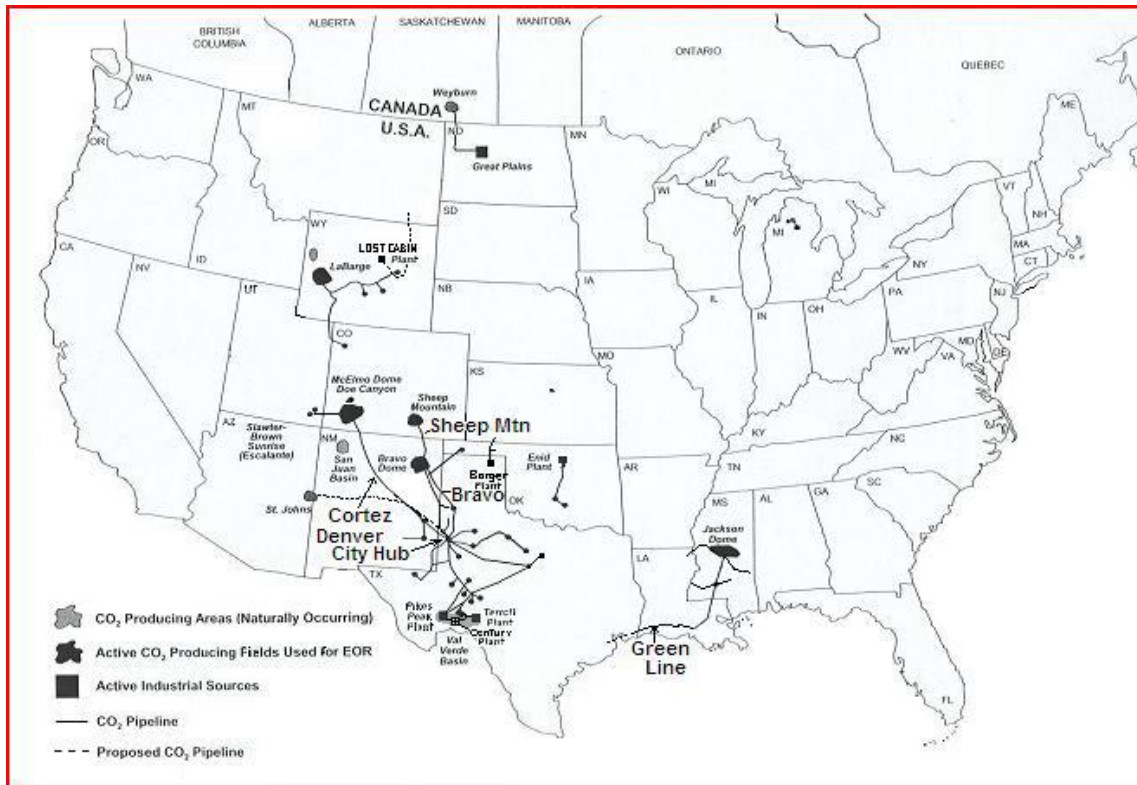 BRITISH
COLUMBIA
ALBERTA
SASKATCHEWAN
MANITOBA
ONTARIO
QUEBEC
WA
MT
Weyburn
CANADA
U.S.A.
ND
MN
ME
OR
Great Plains
VT
NH
WI
MI
MI
SD
WY
LOST CABIN
Plant
LaBarge
MA
CT
NY
CA
NV
ID
UT
IA
NB
PA
NJ
IL
IN
OH
CO
MO
MD
DE
WV
VA
McElmo Dome
Doe Canyon
Sheep
Mountain
KS
KY
Sheep Mtn
AZ
NM
San
Juan
Basin
Bravo
Dome
Borger
Plant
Enid
Plant
OK
AR
TN
NC
SC
Sunrise
(Escalante)
St. Johns
Bravo
Cortez
Denver
City Hub
MS
AL
GA
Jackson
Dome
LA
TX
Peak
Plant
Terrell
Plant
Century
Plant
Val
Verde
Basin
Green
Line
FL
CO2 Producing Areas (Naturally Occurring)
Active CO2 Producing Fields Used for EOR
Active Industrial Sources
CO2 Pipeline
Proposed CO2 Pipeline